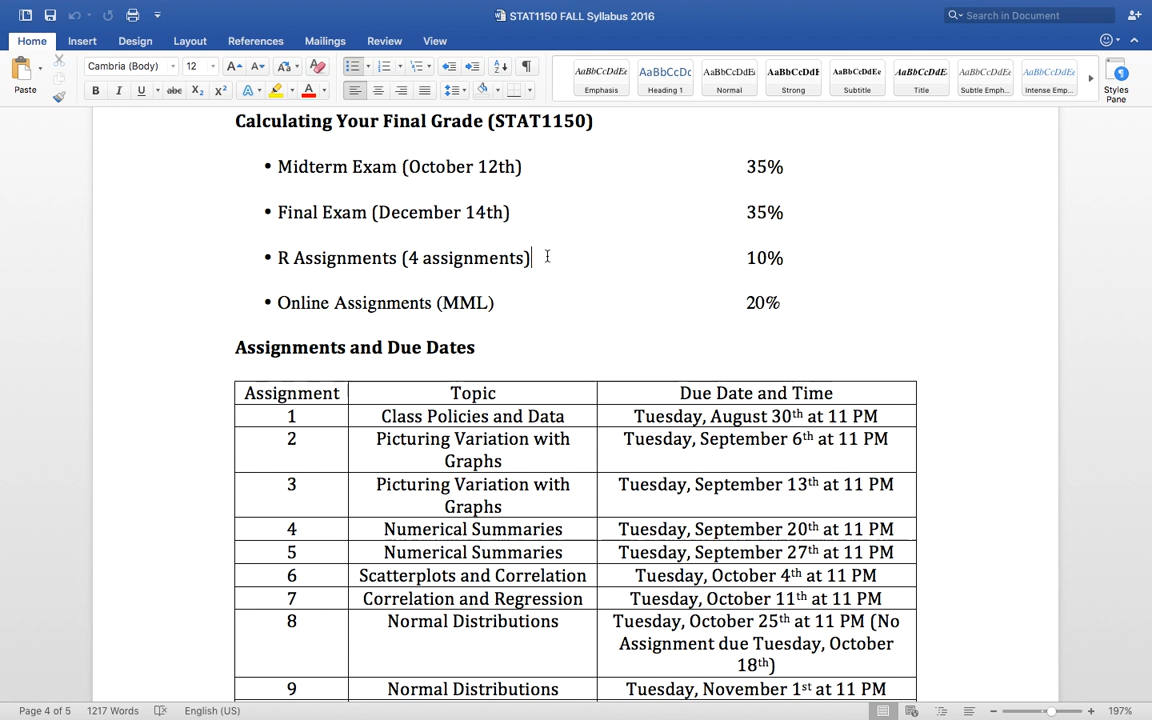 STAT1150 FALL Syllabus 2016
Search in Document
Home Insert Design Layout References Mailings Review View
Paste
Cambria (Body) 12
AaBbCcDdEe AaBbCcDc AaBbCcDdEe AaBbCcDdE AaBbCcDdEe AaBbCcDdE AaBbCcDdEe AaBbCcDdEe
Emphasis Heading 1 Normal Strong Subtitle Title Subtle Emph... Intense Emp...
Styles
Pane
Calculating Your Final Grade (STAT1150)
• Midterm Exam (October 12th) 35%
• Final Exam (December 14th) 35%
• R Assignments (4 assignments) 10%
• Online Assignments (MML) 20%
Assignments and Due Dates
Assignment Topic Due Date and Time
1 Class Policies and Data Tuesday, August 30th at 11 PM
2 Picturing Variation with Tuesday, September 6th at 11 PM
Graphs
3 Picturing Variation with Tuesday, September 13th at 11 PM
Graphs
4 Numerical Summaries Tuesday, September 20th at 11 PM
5 Numerical Summaries Tuesday, September 27th at 11 PM
6 Scatterplots and Correlation Tuesday, October 4th at 11 PM
7 Correlation and Regression Tuesday, October 11th at 11 PM
8 Normal Distributions Tuesday, October 25th at 11 PM (No
Assignment due Tuesday, October
18th)
9 Normal Distributions Tuesday, November 1st at 11 PM
Page 4 of 5 1217 Words English (US) 197%